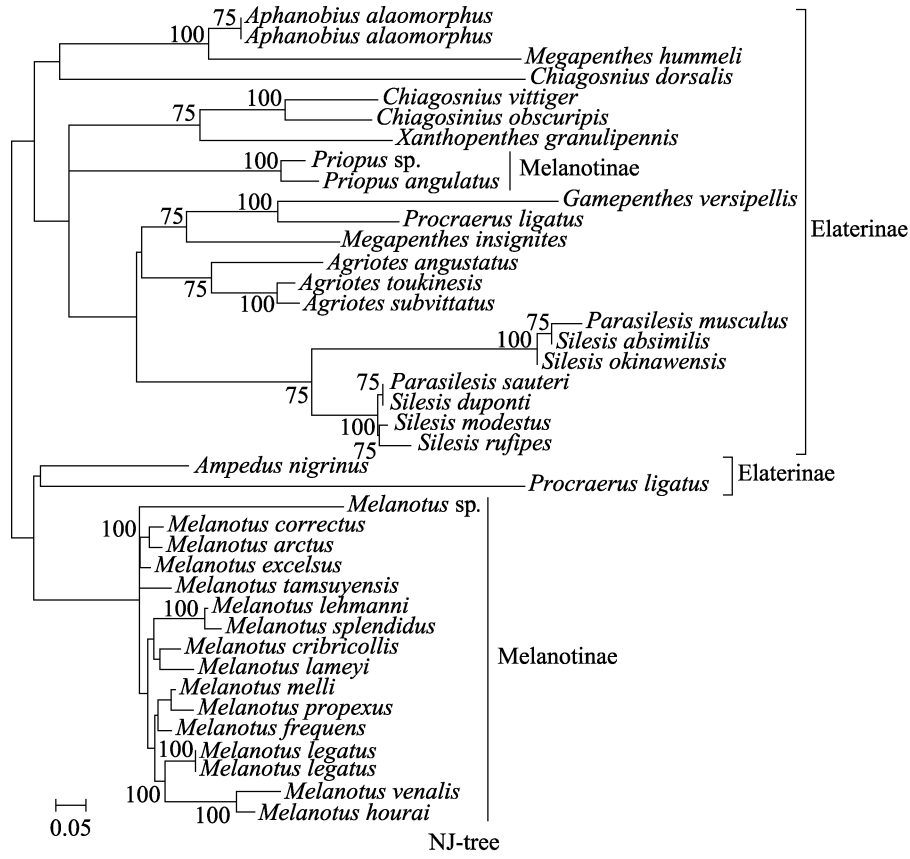 75
Aphanobius alaomorphus
100
Aphanobius alaomorphus
Megapenthes hummeli
Chiagosnius dorsalis
100
Chiagosnius vittiger
75
Chiagosinius obscuripis
Xanthopenthes granulipennis
100
Priopus sp.
Melanotinae
Priopus angulatus
100
Gamepenthes versipellis
75
Procraerus ligatus
Elaterinae
Megapenthes insignites
Agriotes angustatus
75
Agriotes toukinesis
100
Agriotes subvittatus
75
Parasilesis musculus
100
Silesis absimilis
Silesis okinawensis
75
75
Parasilesis sauteri
Silesis duponti
100
Silesis modestus
75
Silesis rufipes
Ampedus nigrinus
Elaterinae
Procraerus ligatus
Melanotus sp.
100
Melanotus correctus
Melanotus arctus
Melanotus excelsus
Melanotus tamsuyensis
100
Melanotus lehmanni
Melanotus splendidus
Melanotus cribricollis
Melanotinae
Melanotus lameyi
Melanotus melli
Melanotus propexus
Melanotus frequens
100
Melanotus legatus
Melanotus legatus
100
Melanotus venalis
100
Melanotus hourai
0.05
NJ-tree